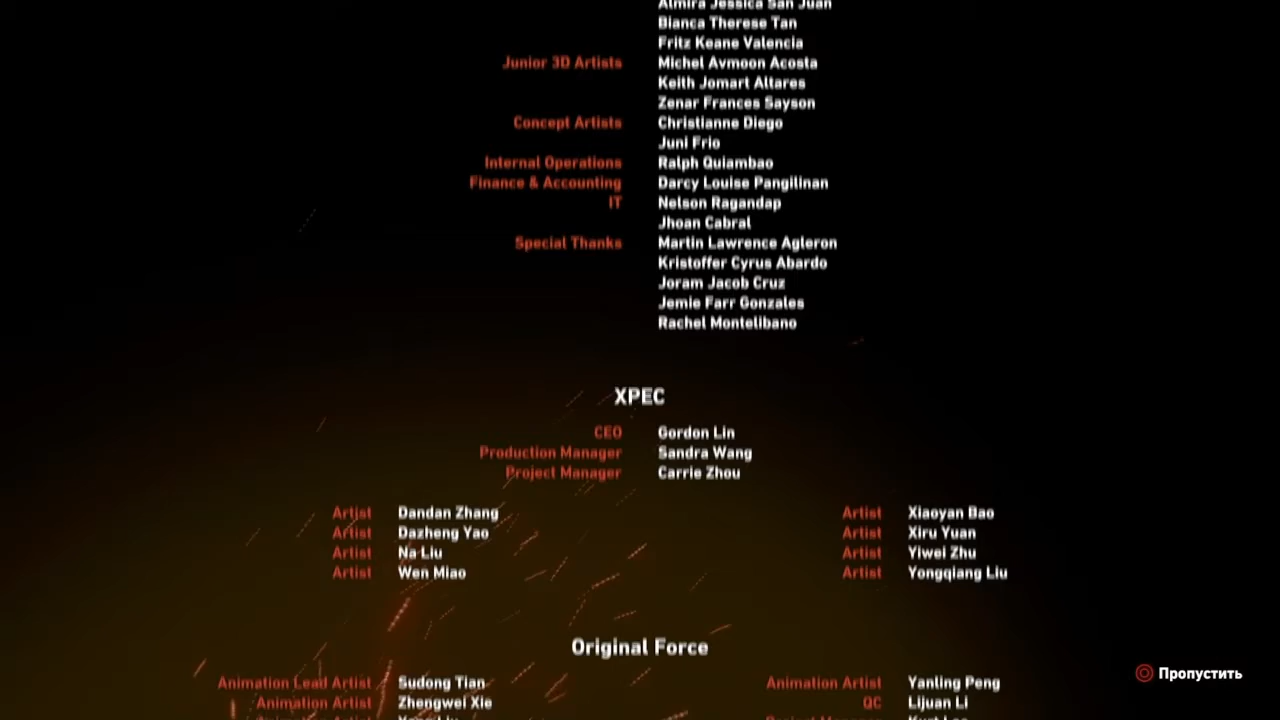 Almira Jessica San Juan
Bianca Therese Tan
Fritz Keane Valencia
Junior 3D Artists Michel Avmoon Acosta
Keith Jomart Altares
Zenar Frances Sayson
Concept Artists Christianne Diego
Juni Frio
Internal Operations Ralph Quiambao
Finance & Accounting Darcy Louise Pangilinan
IT Nelson Ragandap
Jhoan Cabral
Special Thanks Martin Lawrence Agleron
Kristoffer Cyrus Abardo
Joram Jacob Cruz
Jemie Farr Gonzales
Rachel Montelibano
XPEC
CEO Gordon Lin
Production Manager Sandra Wang
Project Manager Carrie Zhou
Artist Dandan Zhang Artist Xiaoyan Bao
Artist Dazheng Yao Artist Xiru Yuan
Artist Na Liu Artist Yiwei Zhu
Artist Wen Miao Artist Yongqiang Liu
Original Force
Пропустить
Animation Lead Artist Sudong Tian Animation Artist Yanling Peng
Animation Artist Zhengwei Xie QC Lijuan Li